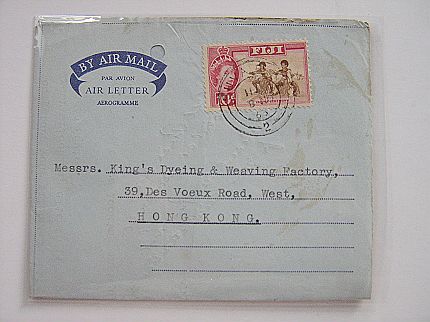 BY AIR MAIL
PAR AVION
AIR LETTER
AEROGRAMME
FIJI
Messrs. King's Dyeing & Weaving Factory,
39,Des Voeux Road, West,
HONG KONG.